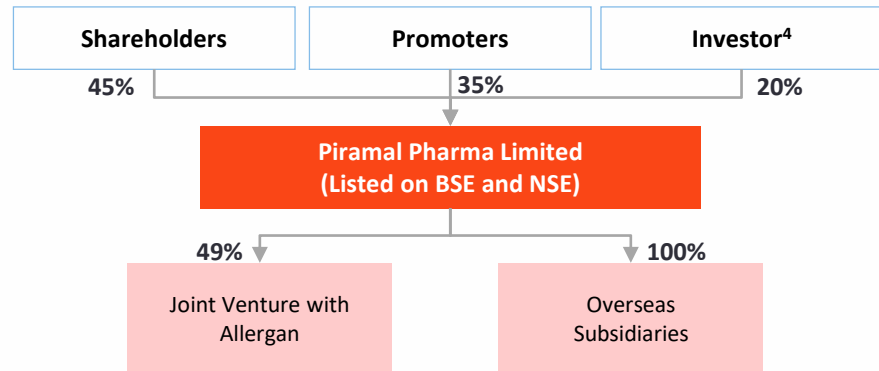 Shareholders
Promoters
Investor⁴
45%
35%
20%
Piramal Pharma Limited
(Listed on BSE and NSE)
49%
100%
Joint Venture with
Allergan
Overseas
Subsidiaries